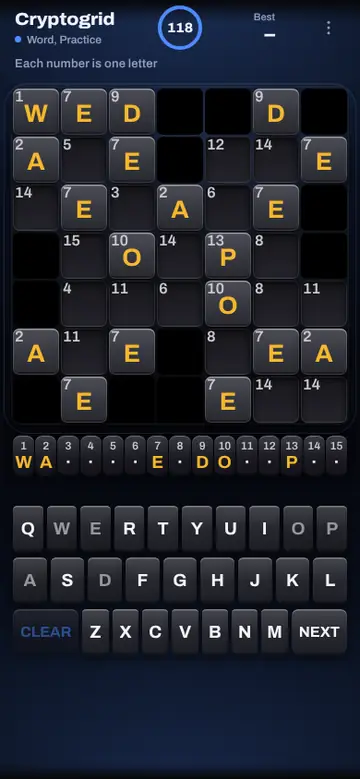 Cryptogrid
Word, Practice
118
Best
–
Each number is one letter
1 W 7 E 9 D 9 D
2 A 5 7 E 12 14 7 E
14 7 E 3 2 A 6 7 E
15 10 O 14 13 P 8
4 11 6 10 O 8 11
2 A 11 7 E 8 7 E 2 A
7 E 7 E 14 14
1 2 3 4 5 6 7 8 9 10 11 12 13 14 15
W A · · · · E · D O · · P · ·
Q W E R T Y U I O P
A S D F G H J K L
CLEAR Z X C V B N M NEXT